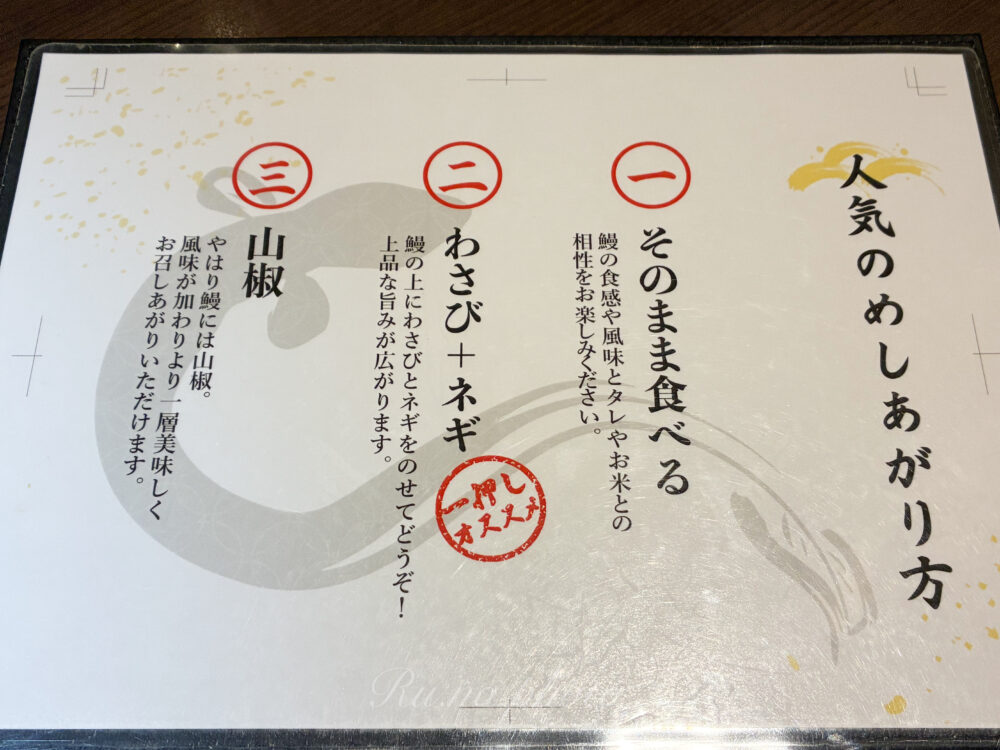 人気のめしあがり方
一
そのまま食べる
鰻の食感や風味とタレやお米との
相性をお楽しみください。
二
わさび＋ネギ
一押し
オススメ
鰻の上にわさびとネギをのせてどうぞ！
上品な旨みが広がります。
三
山椒
やはり鰻には山椒。
風味が加わりより一層美味しく
お召しあがりいただけます。